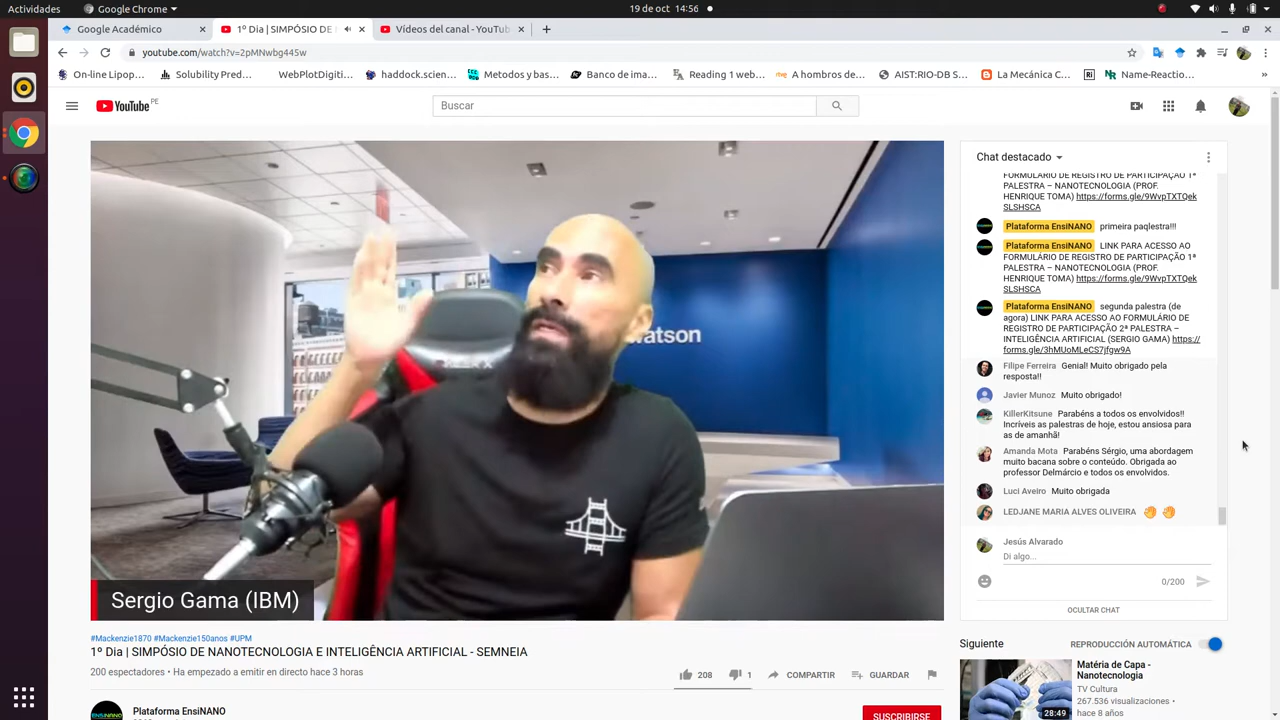 19 de oct 14:56
Google Académico
1º Dia | SIMPÓSIO DE
Vídeos del canal - YouTub
youtube.com/watch?v=2pMNwbg445w
On-line Lipop...
Solubility Pred...
WebPlotDigiti...
haddock.scien...
Metodos y bas...
Banco de ima...
Reading 1 web...
A hombros de...
AIST:RIO-DB S...
La Mecánica C...
Name-Reactio...
YouTube PE
Buscar
Chat destacado
FORMULÁRIO DE REGISTRO DE PARTICIPAÇÃO 1ª
PALESTRA – NANOTECNOLOGIA (PROF.
HENRIQUE TOMA) https://forms.gle/9WvpTXTQek
SLSHSCA
Plataforma EnsiNANO primeira paqlestra!!!
Plataforma EnsiNANO LINK PARA ACESSO AO
FORMULÁRIO DE REGISTRO DE PARTICIPAÇÃO 1ª
PALESTRA – NANOTECNOLOGIA (PROF.
HENRIQUE TOMA) https://forms.gle/9WvpTXTQek
SLSHSCA
Plataforma EnsiNANO segunda palestra (de
agora) LINK PARA ACESSO AO FORMULÁRIO DE
REGISTRO DE PARTICIPAÇÃO 2ª PALESTRA –
INTELIGÊNCIA ARTIFICIAL (SERGIO GAMA) https://
forms.gle/3hMUoMLeCS7jfgw9A
Filipe Ferreira Genial! Muito obrigado pela
resposta!!
Javier Munoz Muito obrigado!
KillerKitsune Parabéns a todos os envolvidos!!
Incríveis as palestras de hoje, estou ansiosa para
as de amanhã!
Amanda Mota Parabéns Sérgio, uma abordagem
muito bacana sobre o conteúdo. Obrigada ao
professor Delmárcio e todos os envolvidos.
Luci Aveiro Muito obrigada
LEDJANE MARIA ALVES OLIVEIRA 👏 👏
Jesús Alvarado
Di algo...
0/200
OCULTAR CHAT
watson
Sergio Gama (IBM)
#Mackenzie1870 #Mackenzie150anos #UPM
1º Dia | SIMPÓSIO DE NANOTECNOLOGIA E INTELIGÊNCIA ARTIFICIAL - SEMNEIA
200 espectadores • Ha empezado a emitir en directo hace 3 horas
208 1 COMPARTIR GUARDAR
Plataforma EnsiNANO
SUSCRIBIRSE
Siguiente REPRODUCCIÓN AUTOMÁTICA
Matéria de Capa -
Nanotecnologia
TV Cultura
267.536 visualizaciones •
hace 8 años
28:49